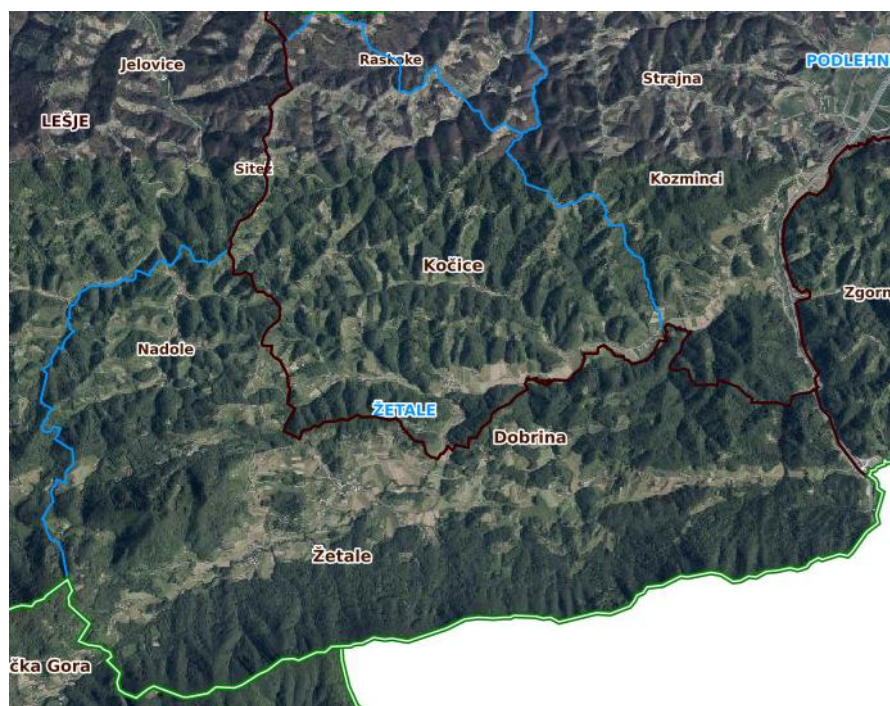 Jelovice
Raskoke
PODLEHN
Strajna
LEŠJE
Sitež
Kozminci
Kočice
Zgorn
Nadole
ŽETALE
Dobrina
Žetale
čka Gora